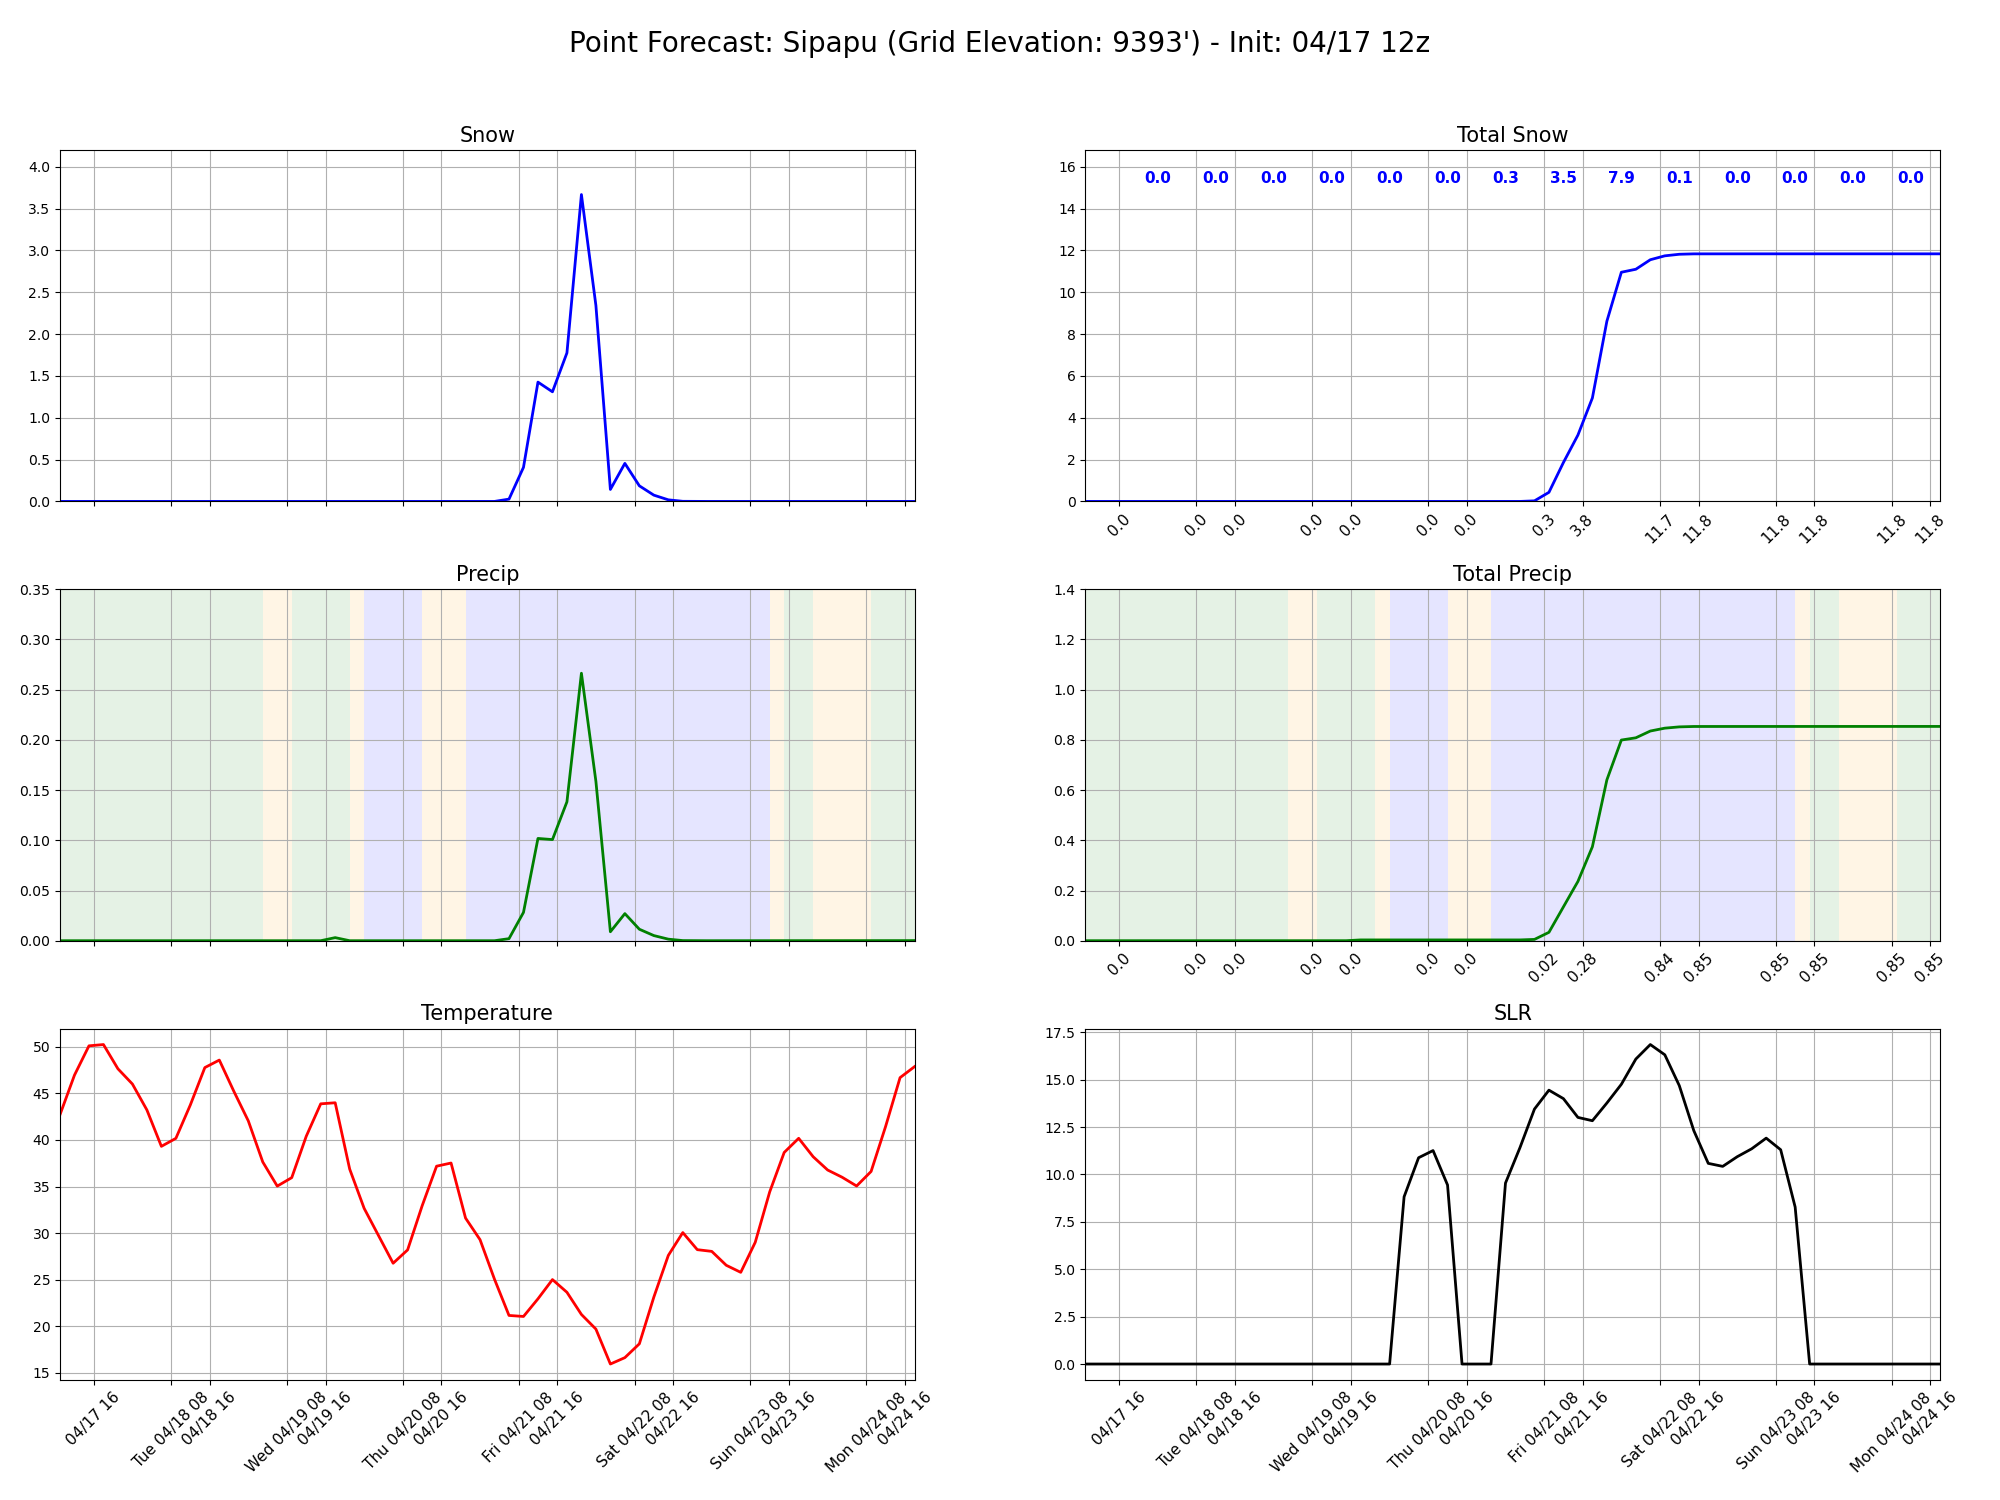 Point Forecast: Sipapu (Grid Elevation: 9393') - Init: 04/17 12z
Snow
4.0
3.5
3.0
2.5
2.0
1.5
1.0
0.5
0.0
Total Snow
16
14
12
10
8
6
4
2
0
0.0 0.0 0.0 0.0 0.0 0.0 0.3 3.5 7.9 0.1 0.0 0.0 0.0 0.0
0.0 0.0 0.0 0.0 0.0 0.0 0.0 0.3 3.8 11.7 11.8 11.8 11.8 11.8 11.8
Precip
0.35
0.30
0.25
0.20
0.15
0.10
0.05
0.00
Total Precip
1.4
1.2
1.0
0.8
0.6
0.4
0.2
0.0
0.0 0.0 0.0 0.0 0.0 0.0 0.0 0.02 0.28 0.84 0.85 0.85 0.85 0.85 0.85
Temperature
50
45
40
35
30
25
20
15
04/17 16
Tue 04/18 08
04/18 16
Wed 04/19 08
04/19 16
Thu 04/20 08
04/20 16
Fri 04/21 08
04/21 16
Sat 04/22 08
04/22 16
Sun 04/23 08
04/23 16
Mon 04/24 08
04/24 16
SLR
17.5
15.0
12.5
10.0
7.5
5.0
2.5
0.0
04/17 16
Tue 04/18 08
04/18 16
Wed 04/19 08
04/19 16
Thu 04/20 08
04/20 16
Fri 04/21 08
04/21 16
Sat 04/22 08
04/22 16
Sun 04/23 08
04/23 16
Mon 04/24 08
04/24 16